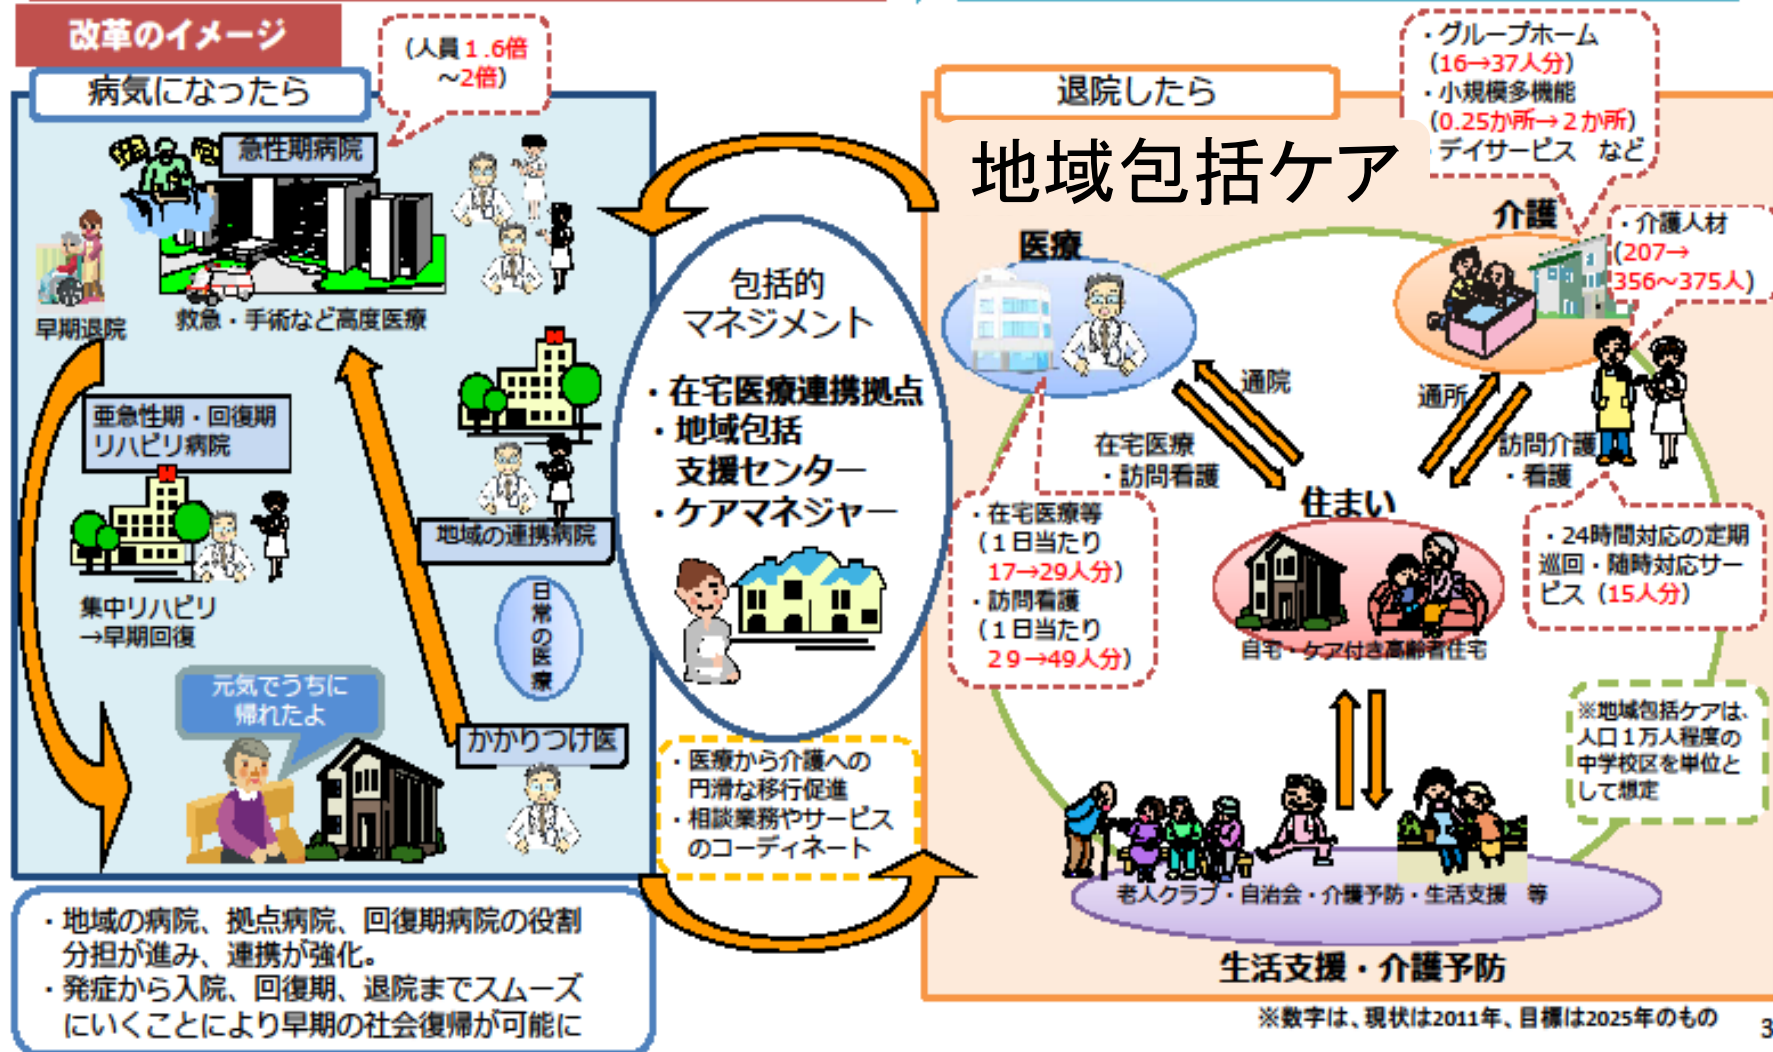 改革のイメージ
(人員1.6倍
～2倍)
病気になったら
急性期病院
早期退院
救急・手術など高度医療
亜急性期・回復期
リハビリ病院
集中リハビリ
→早期回復
地域の連携病院
日常の医療
元気でうちに
帰れたよ
かかりつけ医
・地域の病院、拠点病院、回復期病院の役割
分担が進み、連携が強化。
・発症から入院、回復期、退院までスムーズ
にいくことにより早期の社会復帰が可能に
包括的
マネジメント
・在宅医療連携拠点
・地域包括
支援センター
・ケアマネジャー
・医療から介護への
円滑な移行促進
・相談業務やサービス
のコーディネート
退院したら
地域包括ケア
・グループホーム
(16→37人分)
・小規模多機能
(0.25か所→2か所)
・デイサービス など
医療
介護
・介護人材
(207→
356～375人)
通院
在宅医療
・訪問看護
通所
訪問介護
・看護
・在宅医療等
(1日当たり
17→29人分)
・訪問看護
(1日当たり
29→49人分)
住まい
自宅・ケア付き高齢者住宅
・24時間対応の定期
巡回・随時対応サー
ビス (15人分)
※地域包括ケアは、
人口1万人程度の
中学校区を単位と
して想定
老人クラブ・自治会・介護予防・生活支援 等
生活支援・介護予防
※数字は、現状は2011年、目標は2025年のもの
3